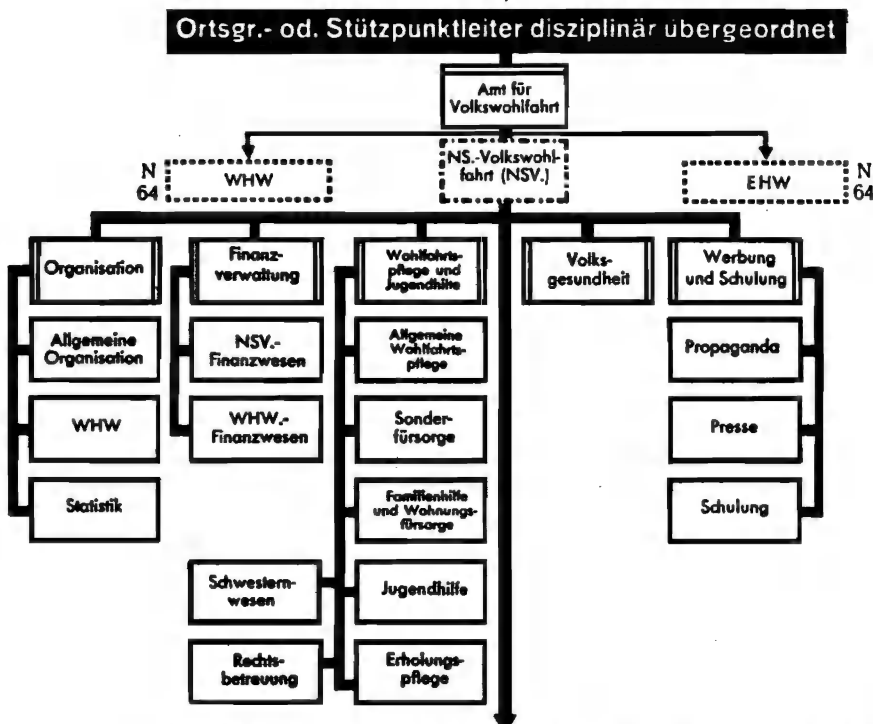 Ortsgr.- od. Stützpunktleiter disziplinär übergeordnet
Amt für
Volkswohlfahrt
N
64
WHW
NS.-Volkswohl-
fahrt (NSV.)
EHW
N
64
Organisation
Finanz-
verwaltung
Wohlfahrts-
pflege und
Jugendhilfe
Volks-
gesundheit
Werbung
und Schulung
Allgemeine
Organisation
NSV.-
Finanzwesen
Allgemeine
Wohlfahrts-
pflege
Propaganda
WHW
WHW.-
Finanzwesen
Sonder-
fürsorge
Presse
Statistik
Familienhilfe
und Wohnungs-
fürsorge
Schulung
Schwestern-
wesen
Jugendhilfe
Rechts-
betreuung
Erholungs-
pflege